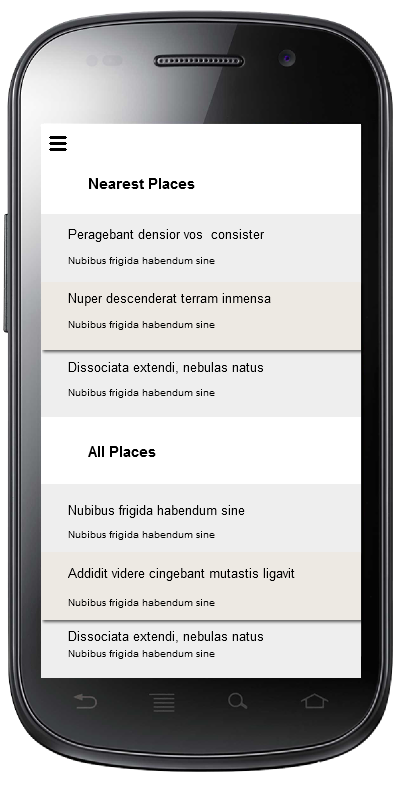 Nearest Places
Peragebant densior vos  consister
Nubibus frigida habendum sine
Nuper descenderat terram inmensa
Nubibus frigida habendum sine
Dissociata extendi, nebulas natus
Nubibus frigida habendum sine
All Places
Nubibus frigida habendum sine
Nubibus frigida habendum sine
Addidit videre cingebant mutastis ligavit
Nubibus frigida habendum sine
Dissociata extendi, nebulas natus
Nubibus frigida habendum sine